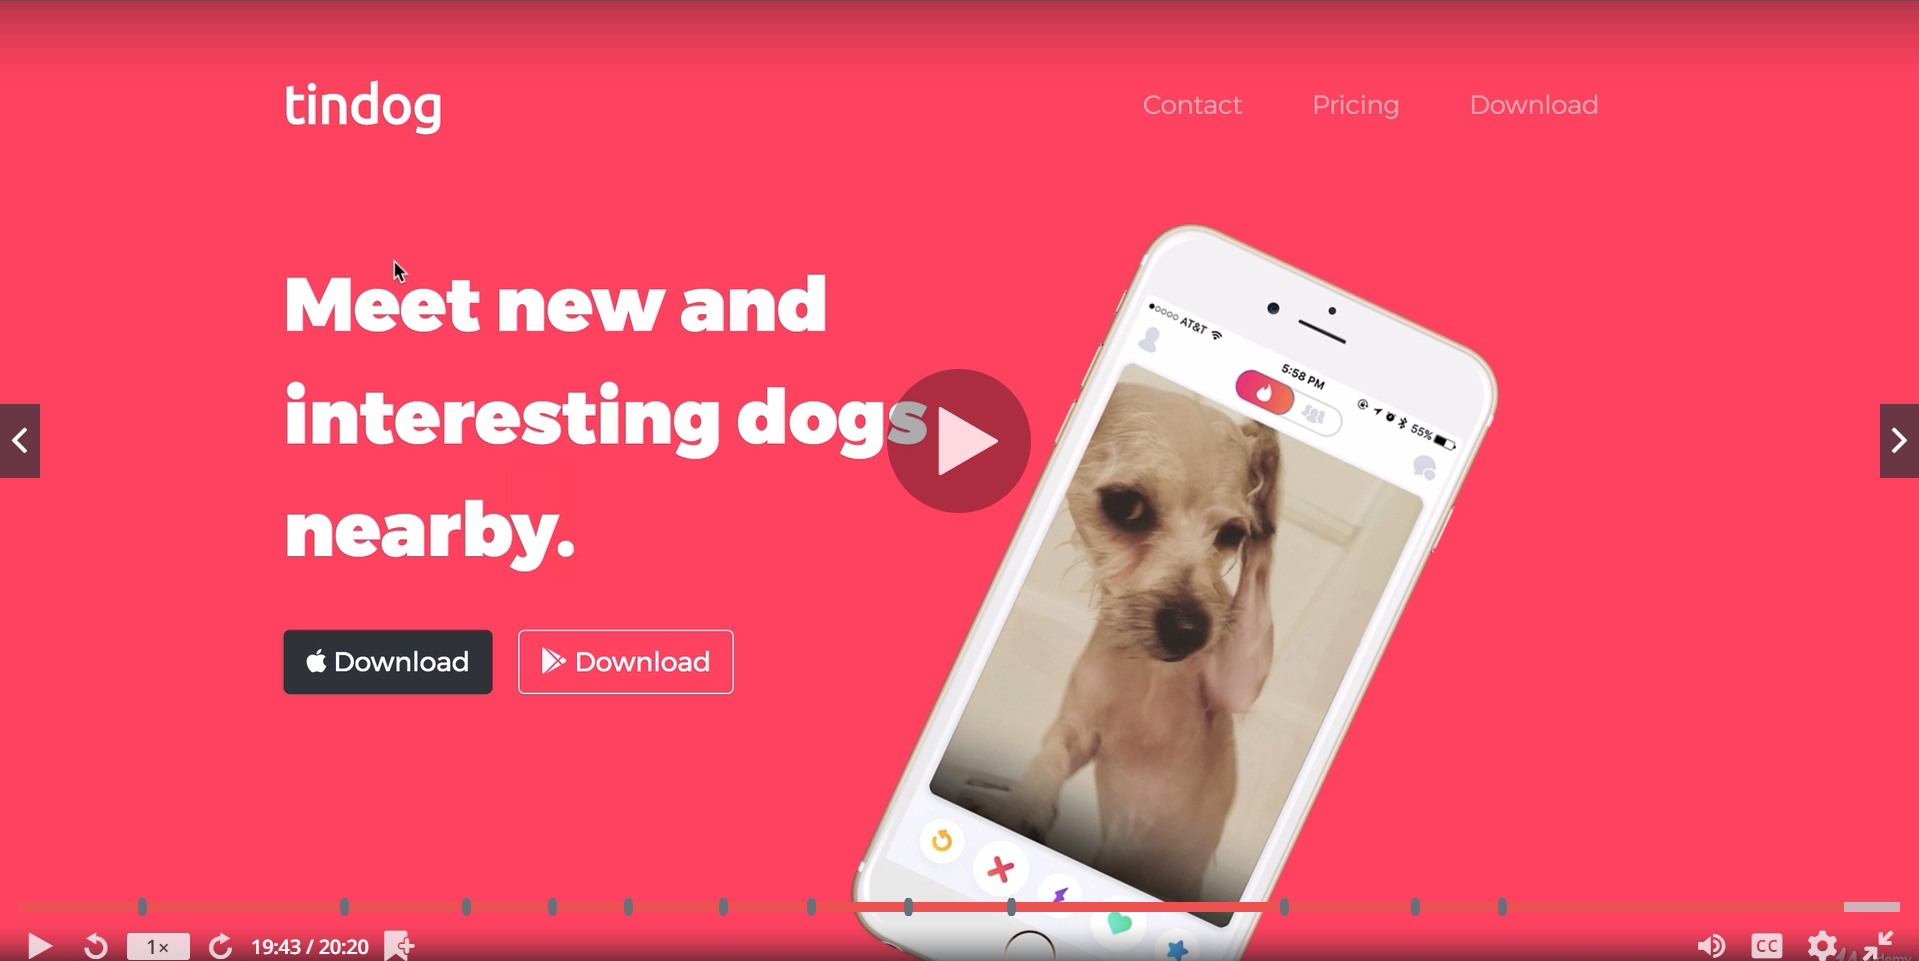 tindog
Contact Pricing Download
Meet new and
interesting dogs
nearby.
Download
Download
AT&T
5:58 PM
55%
1×
19:43 / 20:20
CC